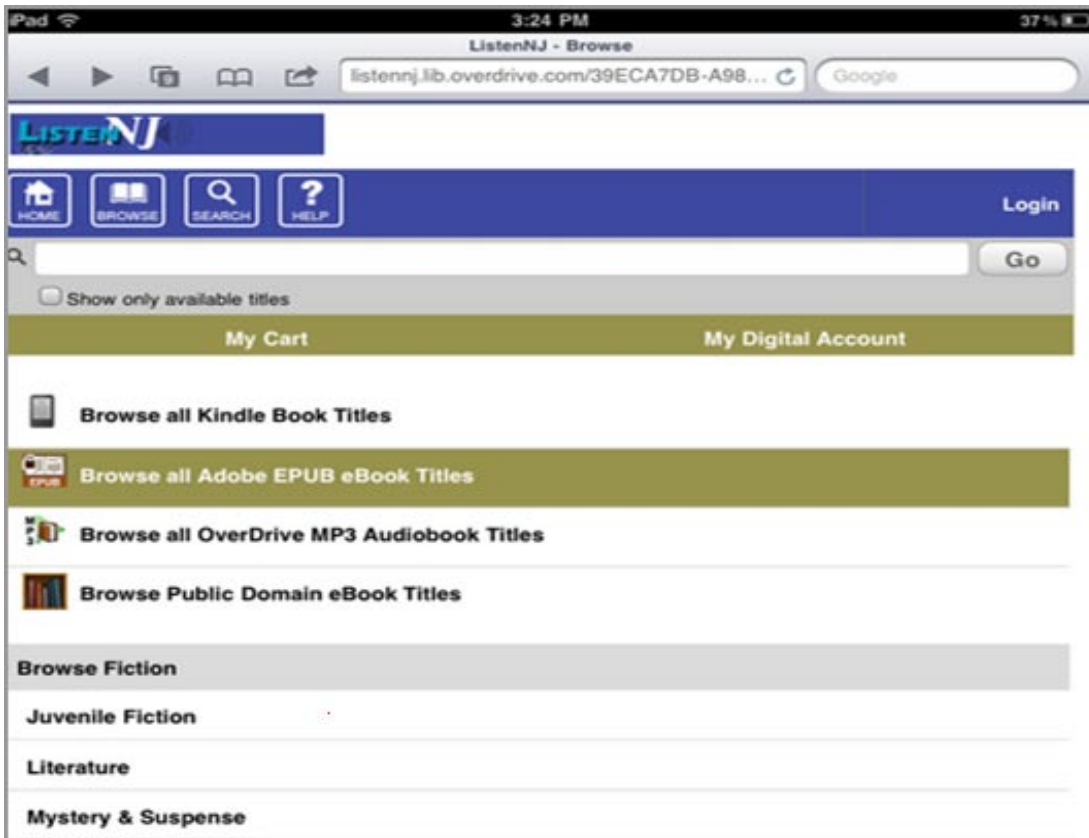 iPad 3:24 PM 37%
ListenNJ - Browse
listennj.lib.overdrive.com/39ECA7DB-A98... Google
LISTENNJ
HOME BROWSE SEARCH HELP Login
Go
Show only available titles
My Cart My Digital Account
Browse all Kindle Book Titles
EPUB Browse all Adobe EPUB eBook Titles
MP3 Browse all OverDrive MP3 Audiobook Titles
Browse Public Domain eBook Titles
Browse Fiction
Juvenile Fiction
Literature
Mystery & Suspense